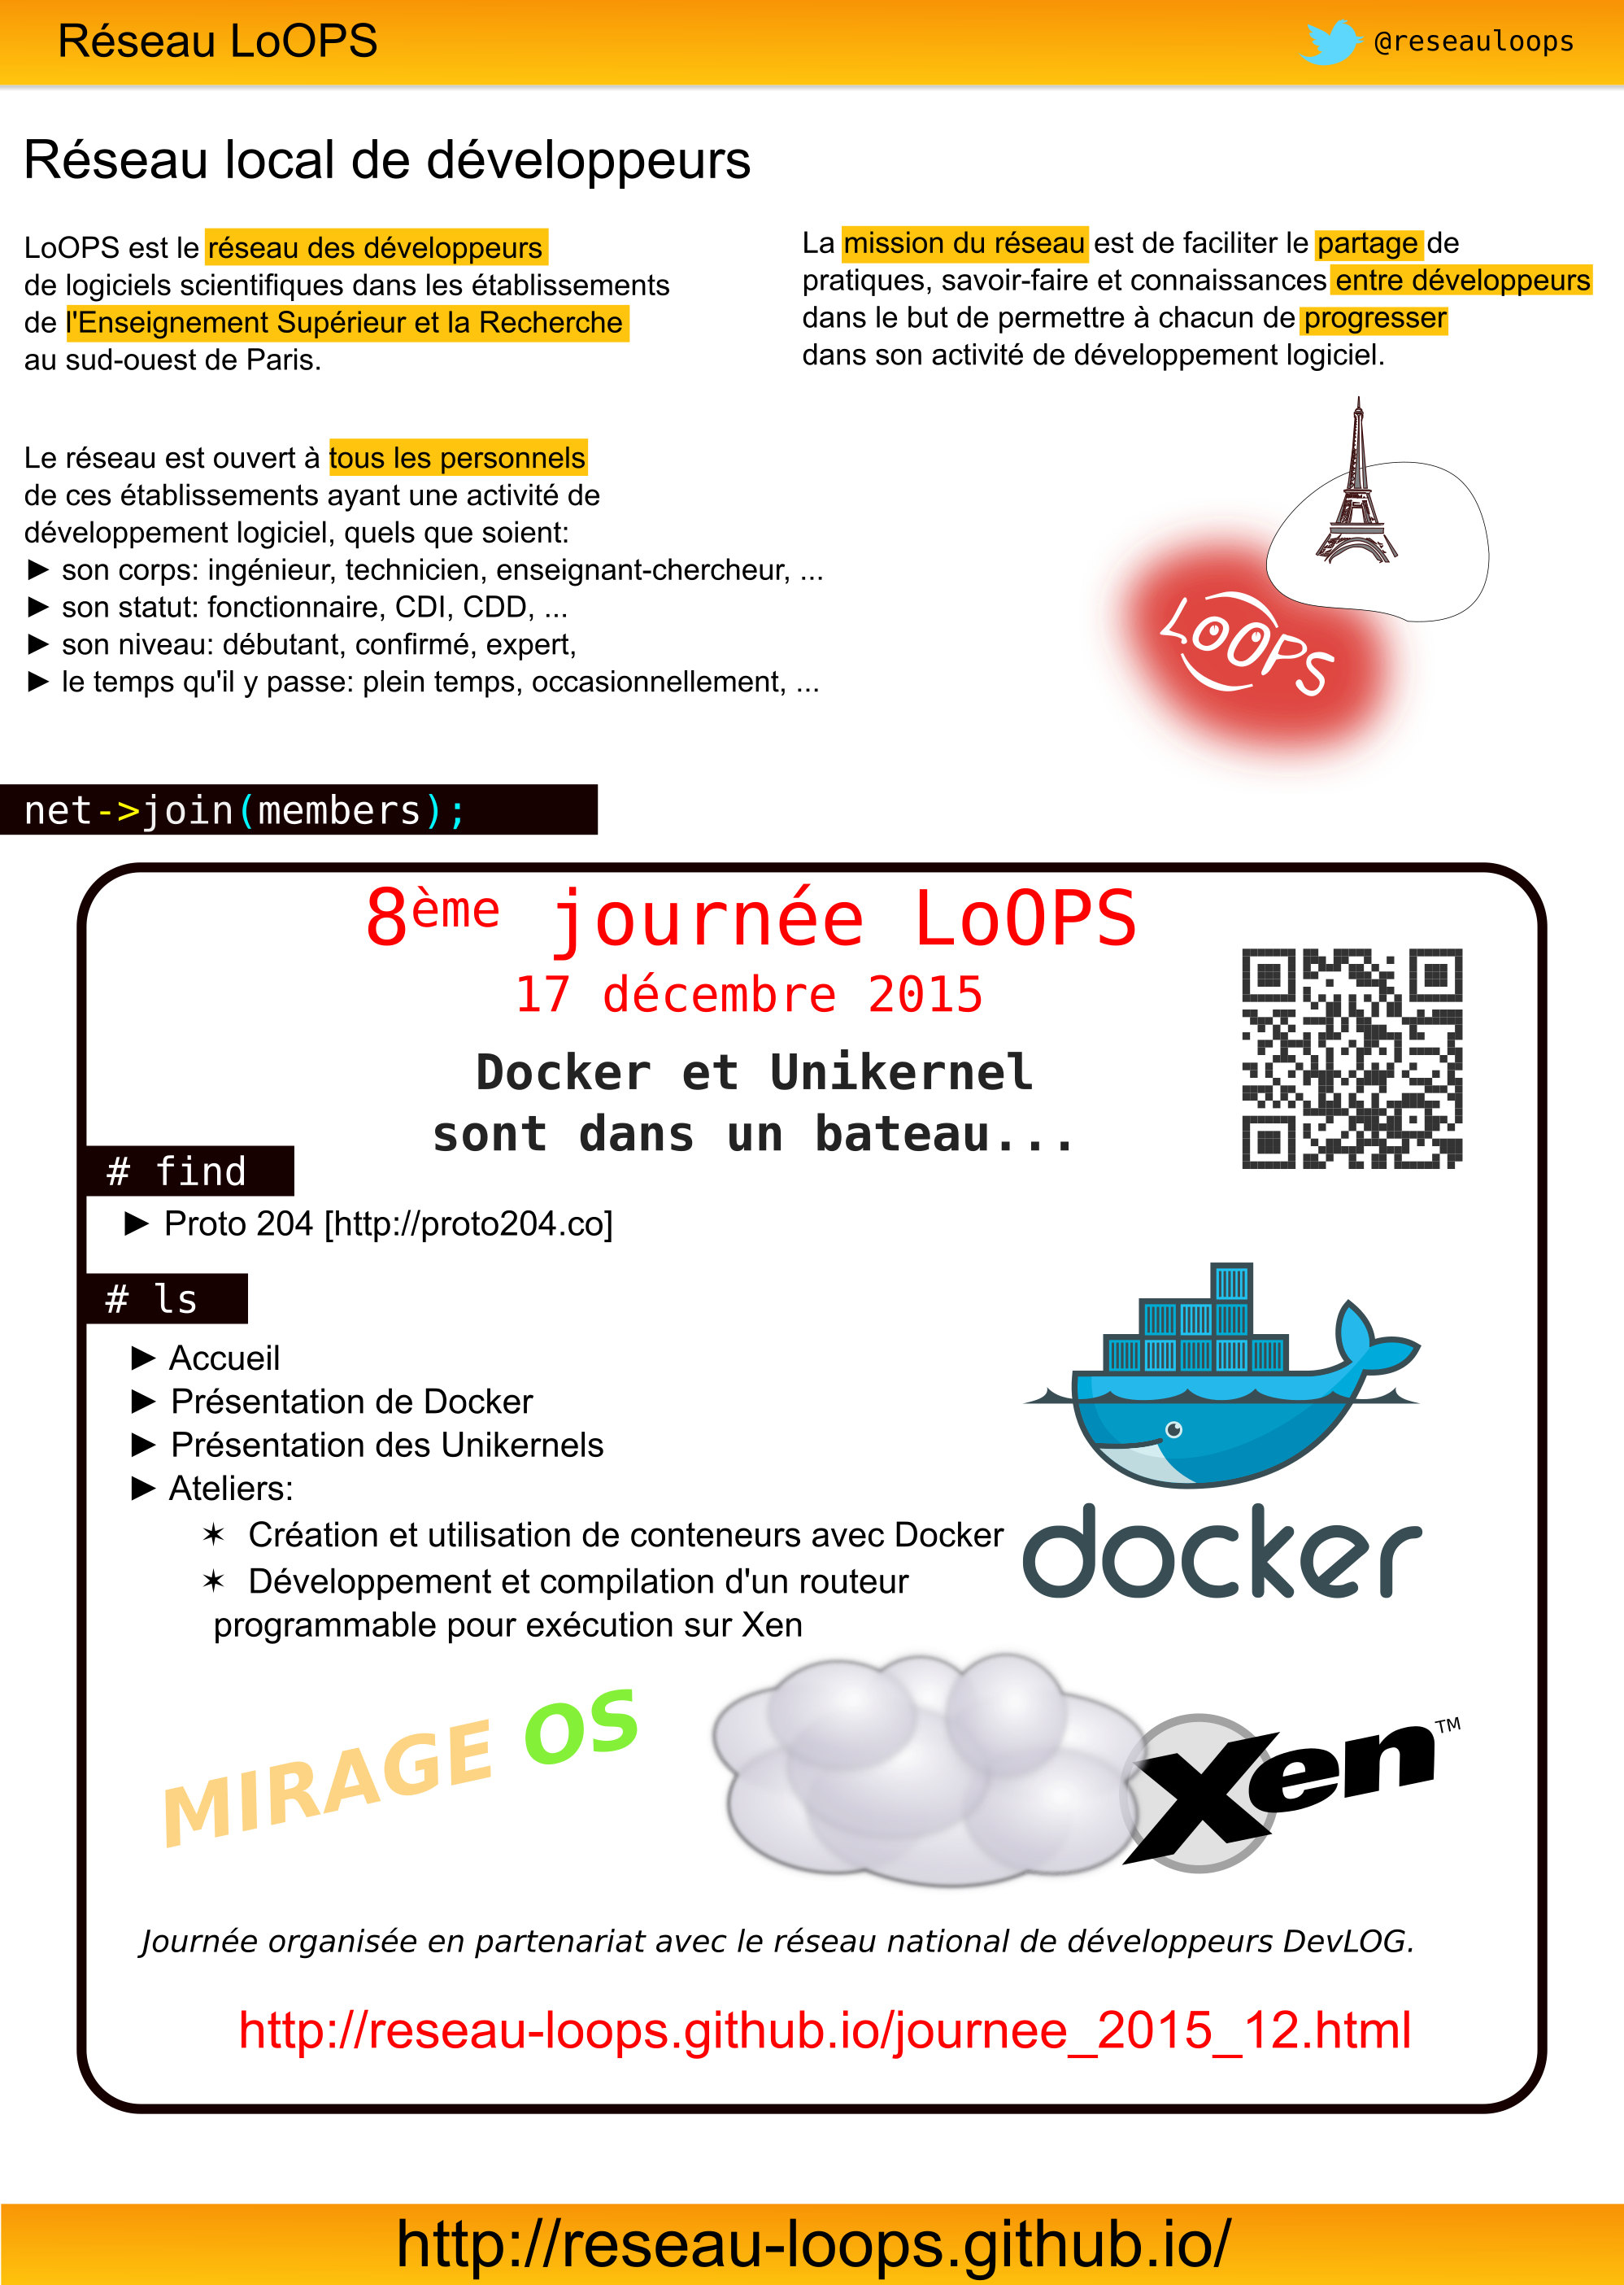 Réseau LoOPS
@reseauloops
Réseau local de développeurs
LoOPS est le réseau des développeurs
de logiciels scientifiques dans les établissements
de l'Enseignement Supérieur et la Recherche
au sud-ouest de Paris.
La mission du réseau est de faciliter le partage de
pratiques, savoir-faire et connaissances entre développeurs
dans le but de permettre à chacun de progresser
dans son activité de développement logiciel.
Le réseau est ouvert à tous les personnels
de ces établissements ayant une activité de
développement logiciel, quels que soient:
► son corps: ingénieur, technicien, enseignant-chercheur, ...
► son statut: fonctionnaire, CDI, CDD, ...
► son niveau: débutant, confirmé, expert,
► le temps qu'il y passe: plein temps, occasionnellement, ...
LoOPS
net->join(members);
8ème journée LoOPS
17 décembre 2015
Docker et Unikernel
sont dans un bateau...
# find
► Proto 204 [http://proto204.co]
# ls
► Accueil
► Présentation de Docker
► Présentation des Unikernels
► Ateliers:
✶ Création et utilisation de conteneurs avec Docker
✶ Développement et compilation d'un routeur
programmable pour exécution sur Xen
docker
MIRAGE OS
Xen™
Journée organisée en partenariat avec le réseau national de développeurs DevLOG.
http://reseau-loops.github.io/journee_2015_12.html
http://reseau-loops.github.io/